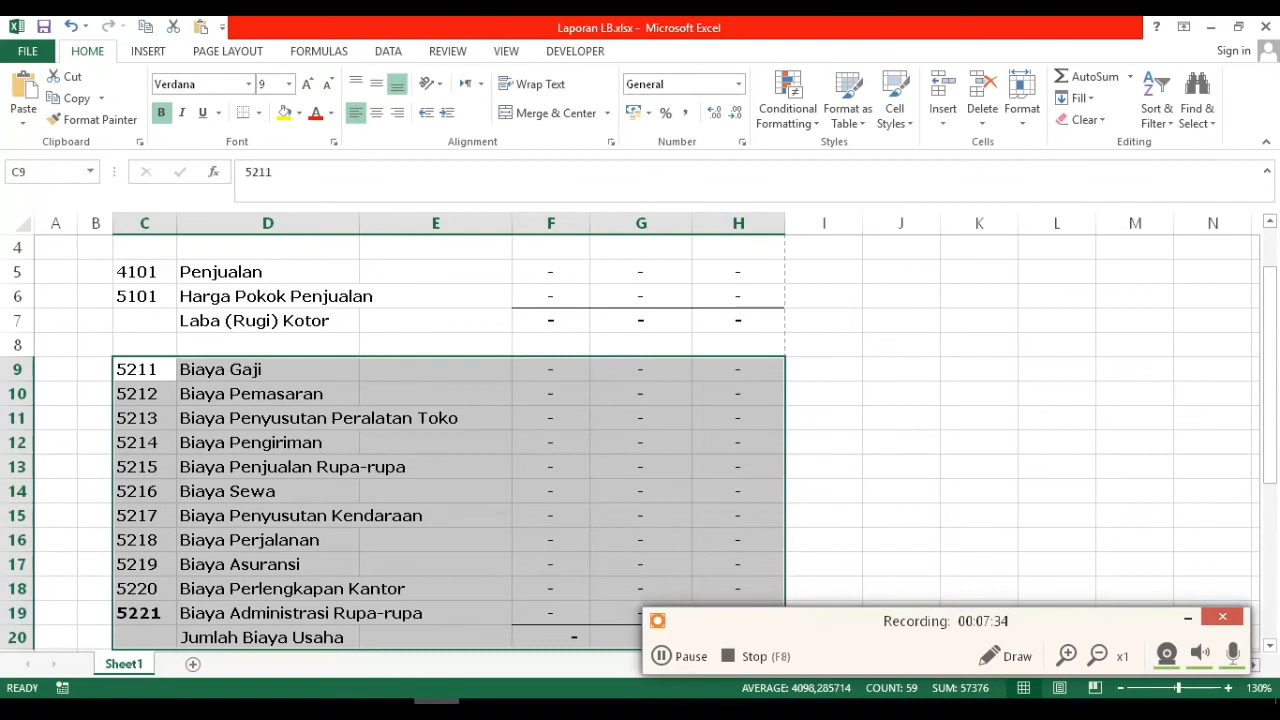 Laporan LB.xlsx - Microsoft Excel
?
FILE HOME INSERT PAGE LAYOUT FORMULAS DATA REVIEW VIEW DEVELOPER Sign in
Paste
Cut
Copy
Format Painter
Clipboard
Verdana 9
B I U
Font
Wrap Text
Merge & Center
Alignment
General
%
Number
Conditional Formatting
Format as Table
Cell Styles
Styles
Insert
Delete
Format
Cells
AutoSum
Fill
Clear
Sort & Filter
Find & Select
Editing
C9 fx 5211
A B C D E F G H I J K L M N
4
5 4101 Penjualan - - -
6 5101 Harga Pokok Penjualan - - -
7 Laba (Rugi) Kotor - - -
8
9 5211 Biaya Gaji - - -
10 5212 Biaya Pemasaran - - -
11 5213 Biaya Penyusutan Peralatan Toko - - -
12 5214 Biaya Pengiriman - - -
13 5215 Biaya Penjualan Rupa-rupa - - -
14 5216 Biaya Sewa - - -
15 5217 Biaya Penyusutan Kendaraan - - -
16 5218 Biaya Perjalanan - - -
17 5219 Biaya Asuransi - - -
18 5220 Biaya Perlengkapan Kantor - - -
19 5221 Biaya Administrasi Rupa-rupa - -
20 Jumlah Biaya Usaha -
Recording: 00:07:34
Pause Stop (F8) Draw x1
Sheet1
READY AVERAGE: 4098,285714 COUNT: 59 SUM: 57376 130%